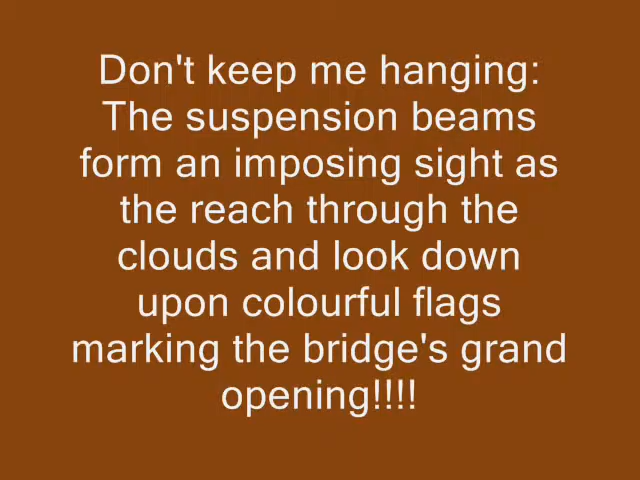 Don't keep me hanging:
The suspension beams
form an imposing sight as
the reach through the
clouds and look down
upon colourful flags
marking the bridge's grand
opening!!!!